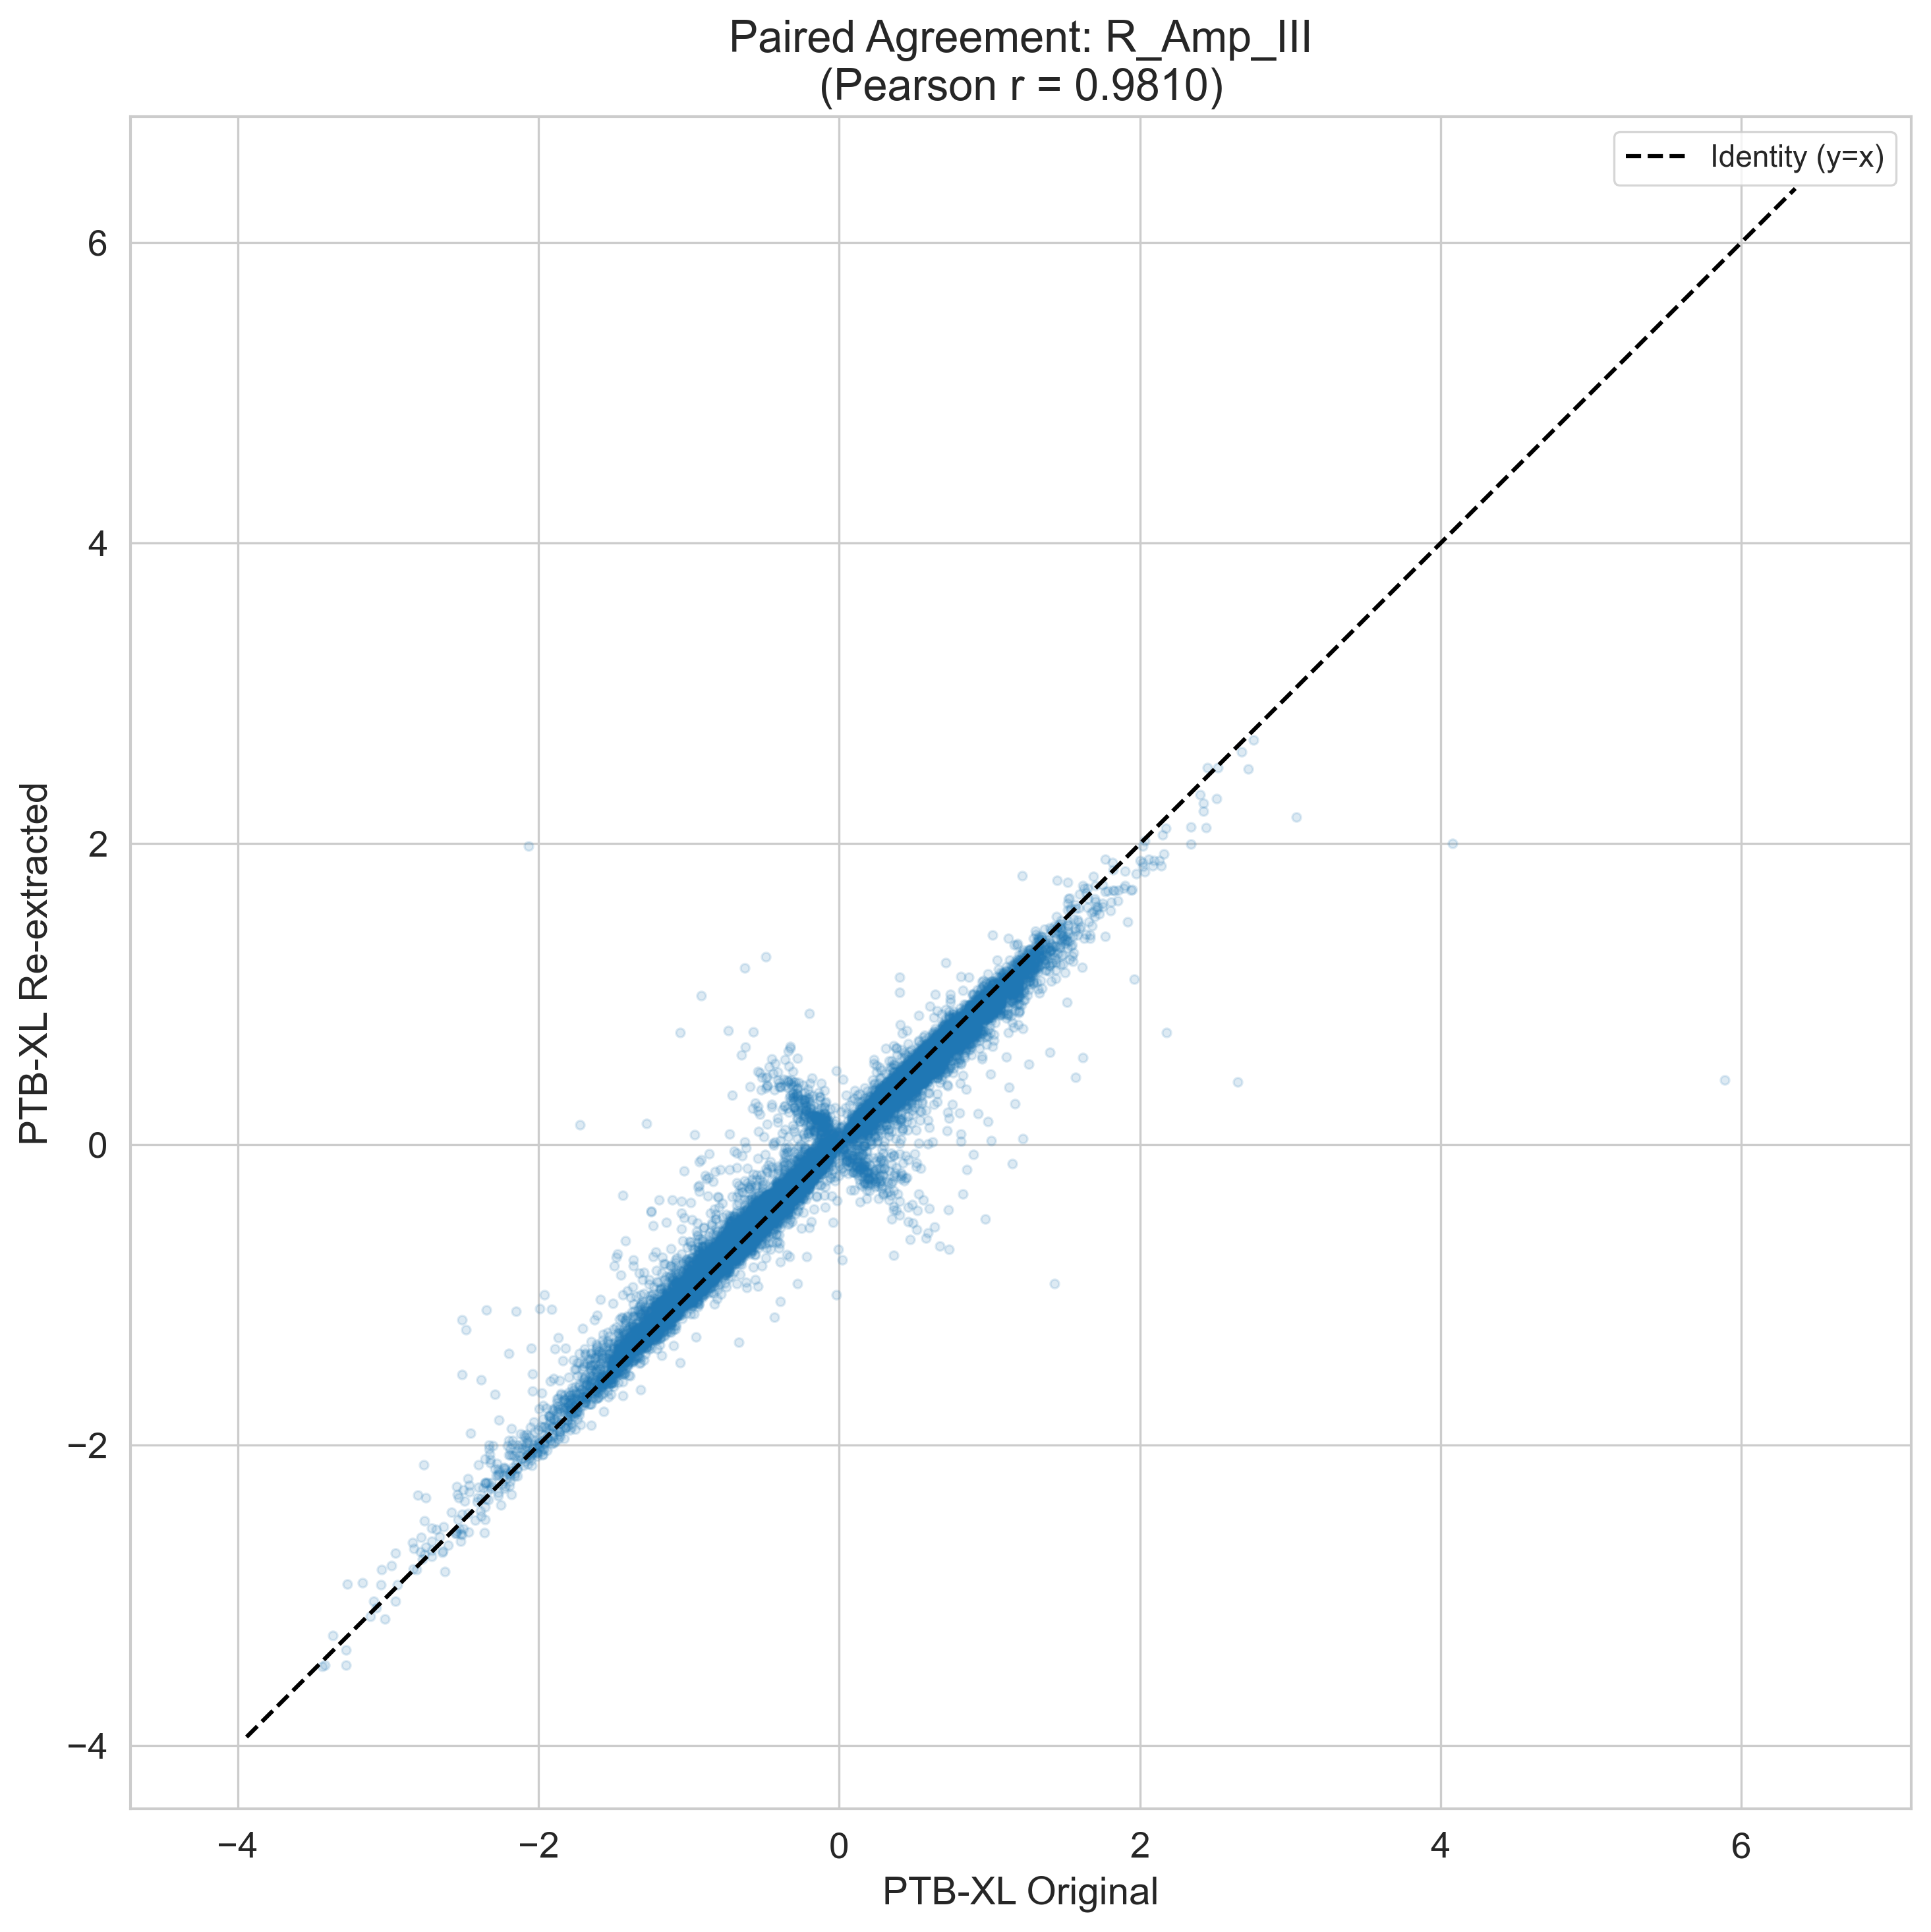 Paired Agreement: R_Amp_III
(Pearson r = 0.9810)
Identity (y=x)
6
4
2
0
−2
−4
PTB-XL Re-extracted
−4 −2 0 2 4 6
PTB-XL Original